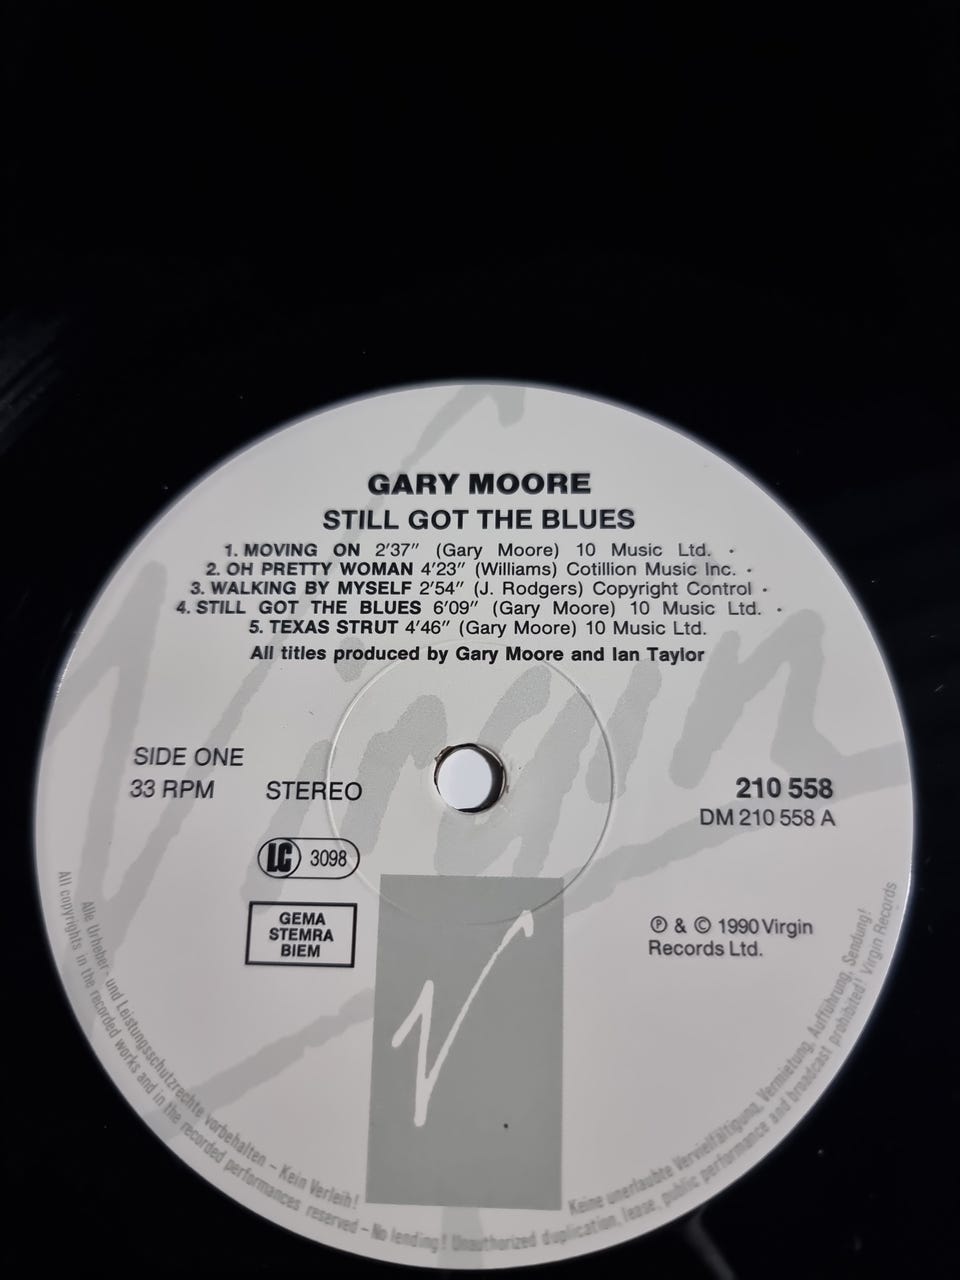 GARY MOORE
STILL GOT THE BLUES
1. MOVING ON 2'37" (Gary Moore) 10 Music Ltd. ·
2. OH PRETTY WOMAN 4'23" (Williams) Cotillion Music Inc. ·
3. WALKING BY MYSELF 2'54" (J. Rodgers) Copyright Control ·
4. STILL GOT THE BLUES 6'09" (Gary Moore) 10 Music Ltd. ·
5. TEXAS STRUT 4'46" (Gary Moore) 10 Music Ltd.
All titles produced by Gary Moore and Ian Taylor
Virgin
SIDE ONE
33 RPM STEREO
210 558
DM 210 558 A
LC 3098
GEMA
STEMRA
BIEM
℗ & © 1990 Virgin
Records Ltd.
V
Alle Urheber- und Leistungsschutzrechte vorbehalten – Kein Verleih! Keine unerlaubte Vervielfältigung, Vermietung, Aufführung, Sendung!
All copyrights in the recorded works and in the recorded performances reserved – No lending! Unauthorized duplication, lease, public performance and broadcast prohibited! Virgin Records